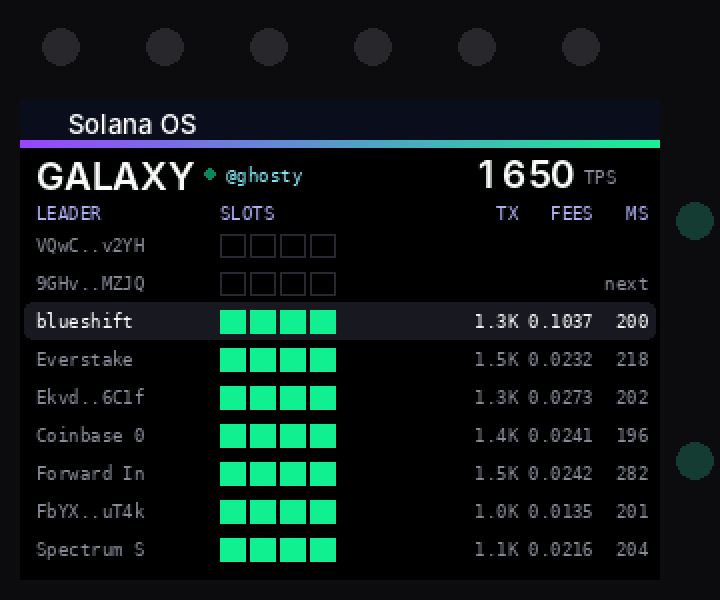 Solana OS
GALAXY @ghosty 1650 TPS
LEADER SLOTS TX FEES MS
VQwC..v2YH
9GHv..MZJQ next
blueshift 1.3K 0.1037 200
Everstake 1.5K 0.0232 218
Ekvd..6C1f 1.3K 0.0273 202
Coinbase 0 1.4K 0.0241 196
Forward In 1.5K 0.0242 282
FbYX..uT4k 1.0K 0.0135 201
Spectrum S 1.1K 0.0216 204